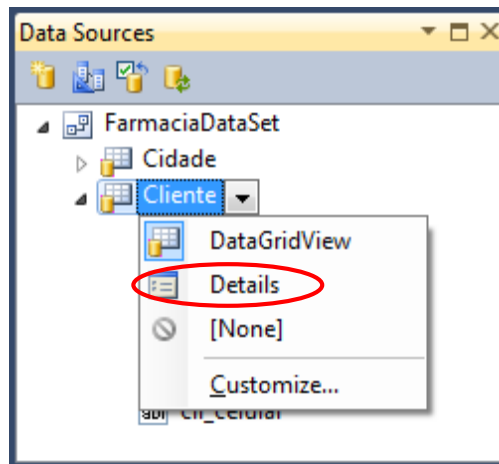 Data Sources
FarmaciaDataSet
Cidade
Cliente
DataGridView
Details
[None]
Customize...